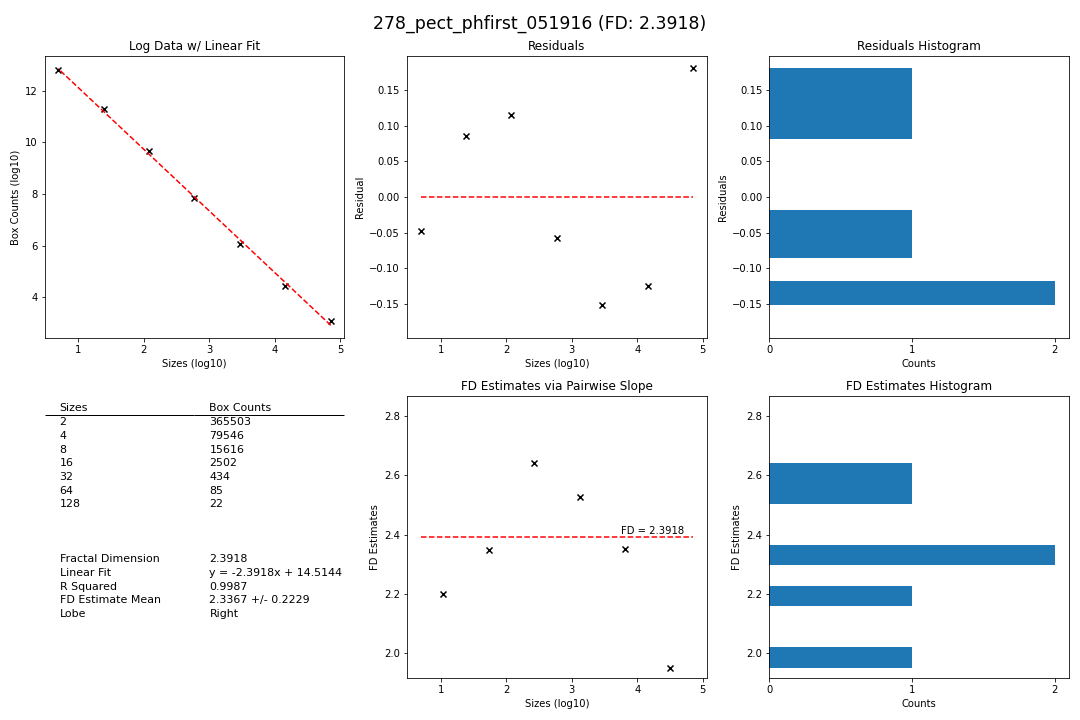 278_pect_phfirst_051916 (FD: 2.3918)
Log Data w/ Linear Fit
Box Counts (log10)
12
10
8
6
4
1 2 3 4 5
Sizes (log10)
Residuals
Residual
0.15
0.10
0.05
0.00
−0.05
−0.10
−0.15
1 2 3 4 5
Sizes (log10)
Residuals Histogram
Residuals
0.15
0.10
0.05
0.00
−0.05
−0.10
−0.15
0 1 2
Counts
Sizes Box Counts
2 365503
4 79546
8 15616
16 2502
32 434
64 85
128 22
Fractal Dimension 2.3918
Linear Fit y = -2.3918x + 14.5144
R Squared 0.9987
FD Estimate Mean 2.3367 +/- 0.2229
Lobe Right
FD Estimates via Pairwise Slope
FD Estimates
2.8
2.6
2.4
2.2
2.0
FD = 2.3918
1 2 3 4 5
Sizes (log10)
FD Estimates Histogram
FD Estimates
2.8
2.6
2.4
2.2
2.0
0 1 2
Counts